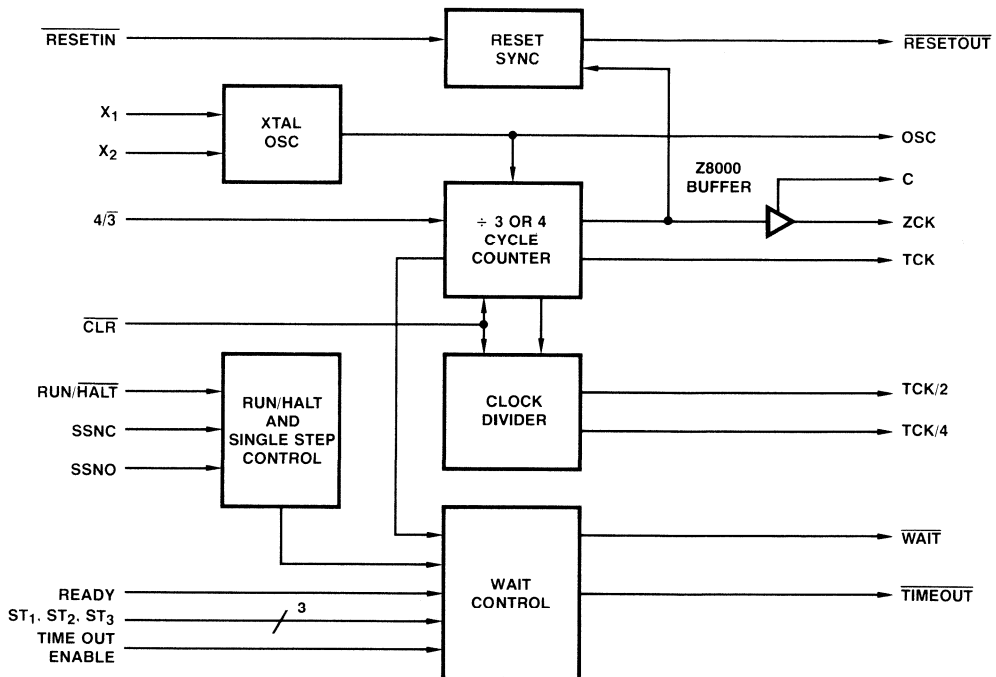 RESETIN
RESET
SYNC
RESETOUT
X1
X2
XTAL
OSC
OSC
Z8000
BUFFER
C
4/3
÷ 3 OR 4
CYCLE
COUNTER
ZCK
TCK
CLR
RUN/HALT
SSNC
SSNO
RUN/HALT
AND
SINGLE STEP
CONTROL
CLOCK
DIVIDER
TCK/2
TCK/4
WAIT
CONTROL
WAIT
TIMEOUT
READY
ST1. ST2. ST3
3
TIME OUT
ENABLE